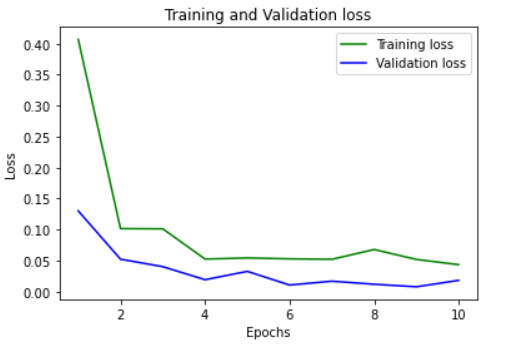 Training and Validation loss
Training loss
Validation loss
0.40
0.35
0.30
0.25
0.20
0.15
0.10
0.05
0.00
Loss
2
4
6
8
10
Epochs